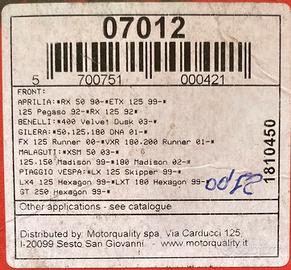 07012
5 700751 000421
FRONT:
APRILIA:*RX 50 90-*ETX 125 99-*
125 Pegaso 92-*RX 125 92*
BENELLI:*400 Velvet Dusk 03-*
GILERA:*50,125,180 DNA 01-*
FX 125 Runner 00-*VXR 180,200 Runner 01-*
MALAGUTI:*XSM 50 03-*
125-150 Madison 99-*180 Madison 02-*
PIAGGIO VESPA:*LX 125 Skipper 99-*
LX4 125 Hexagon 99-*LXT 180 Hexagon 99-*
GT 250 Hexagon 99-*
1810450
Other applications - see catalogue
Distributed by: Motorquality spa, Via Carducci 125,
I-20099 Sesto San Giovanni - www.motorquality.it